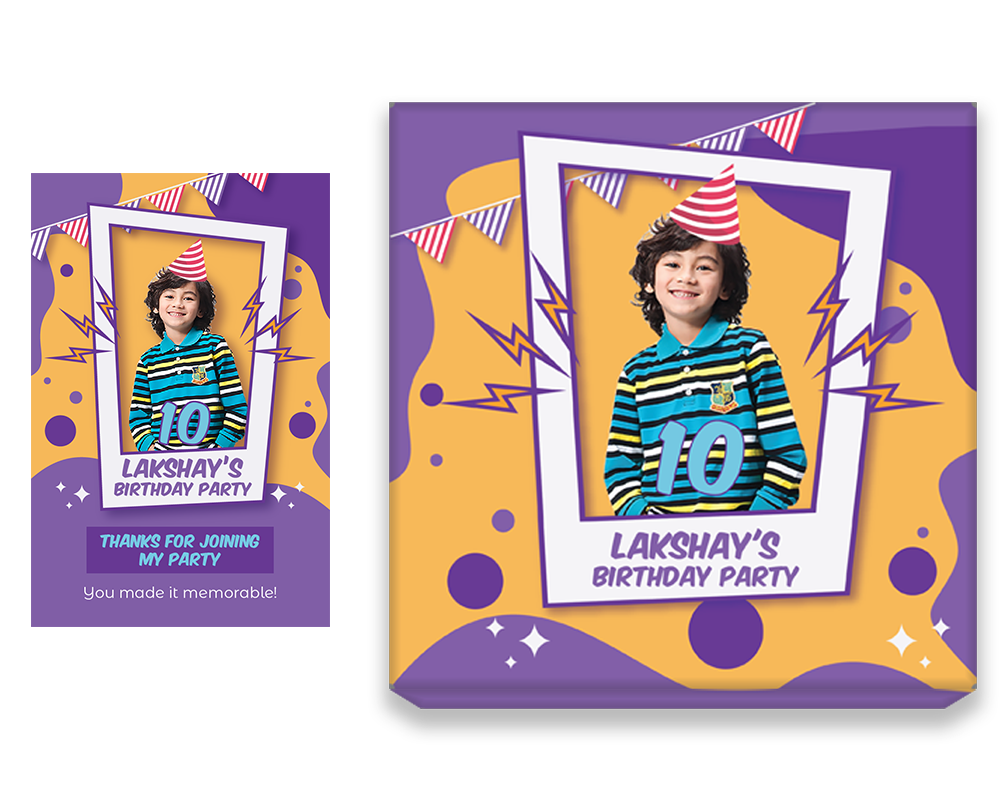 10
LAKSHAY'S
BIRTHDAY PARTY
THANKS FOR JOINING
MY PARTY
You made it memorable!
10
LAKSHAY'S
BIRTHDAY PARTY